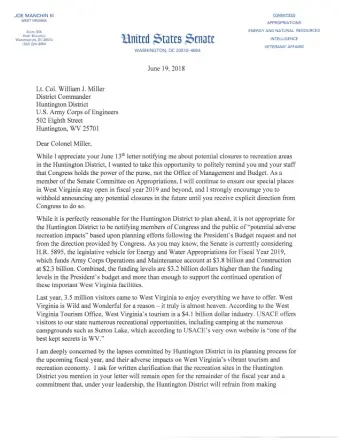 JOE MANCHIN III
WEST VIRGINIA
COMMITTEES
APPROPRIATIONS
ENERGY AND NATURAL RESOURCES
INTELLIGENCE
VETERANS' AFFAIRS
United States Senate
WASHINGTON, DC 20510-4804
June 19, 2018
Lt. Col. William J. Miller
District Commander
Huntington District
U.S. Army Corps of Engineers
502 Eighth Street
Huntington, WV 25701
Dear Colonel Miller,
While I appreciate your June 13th letter notifying me about potential closures to recreation areas
in the Huntington District, I wanted to take this opportunity to politely remind you and your staff
that Congress holds the power of the purse, not the Office of Management and Budget. As a
member of the Senate Committee on Appropriations, I will continue to ensure our special places
in West Virginia stay open in fiscal year 2019 and beyond, and I strongly encourage you to
withhold announcing any potential closures in the future until you receive explicit direction from
Congress to do so.
While it is perfectly reasonable for the Huntington District to plan ahead, it is not appropriate for
the Huntington District to be notifying members of Congress and the public of “potential adverse
recreation impacts” based upon planning efforts following the President’s Budget request and not
from the direction provided by Congress. As you may know, the Senate is currently considering
H.R. 5895, the legislative vehicle for Energy and Water Appropriations for Fiscal Year 2019,
which funds Army Corps Operations and Maintenance account at $3.8 billion and Construction
at $2.3 billion. Combined, the funding levels are $3.2 billion dollars higher than the funding
levels in the President’s budget and more than enough to support the continued operation of
these important West Virginia facilities.
Last year, 3.5 million visitors came to West Virginia to enjoy everything we have to offer. West
Virginia is Wild and Wonderful for a reason – it truly is almost heaven. According to the West
Virginia Tourism Office, West Virginia’s tourism is a $4.1 billion dollar industry. USACE offers
visitors to our state numerous recreational opportunities, including camping at the numerous
campgrounds such as Sutton Lake, which according to USACE’s very own website is “one of the
best kept secrets in WV.”
I am deeply concerned by the lapses committed by Huntington District in its planning process for
the upcoming fiscal year, and their adverse impacts on West Virginia’s vibrant tourism and
recreation economy. I ask for written clarification that the recreation sites in the Huntington
District you mention in your letter will remain open for the remainder of the fiscal year and a
commitment that, under your leadership, the Huntington District will refrain from making